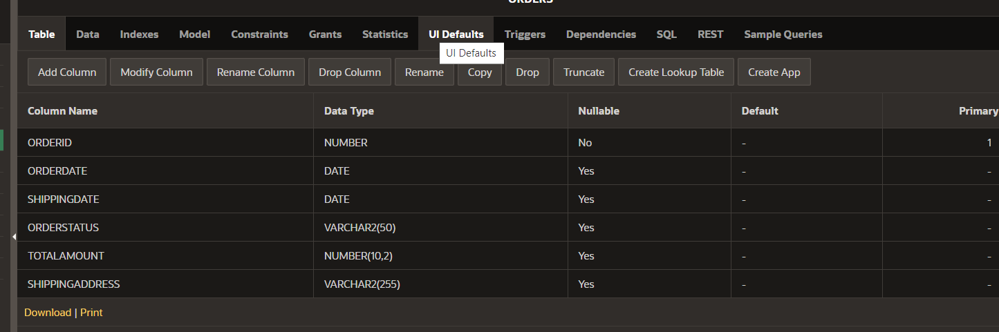 ORDERS
Table Data Indexes Model Constraints Grants Statistics UI Defaults Triggers Dependencies SQL REST Sample Queries
UI Defaults
Add Column Modify Column Rename Column Drop Column Rename Copy Drop Truncate Create Lookup Table Create App
Column Name Data Type Nullable Default Primary
ORDERID NUMBER No - 1
ORDERDATE DATE Yes - -
SHIPPINGDATE DATE Yes - -
ORDERSTATUS VARCHAR2(50) Yes - -
TOTALAMOUNT NUMBER(10,2) Yes - -
SHIPPINGADDRESS VARCHAR2(255) Yes - -
Download | Print